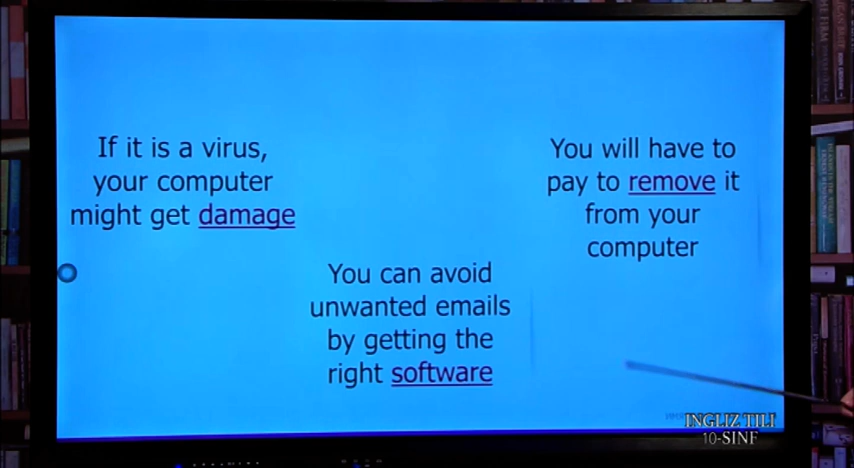 If it is a virus,
your computer
might get damage
You will have to
pay to remove it
from your
computer
You can avoid
unwanted emails
by getting the
right software
INGLIZ TILI
10-SINF